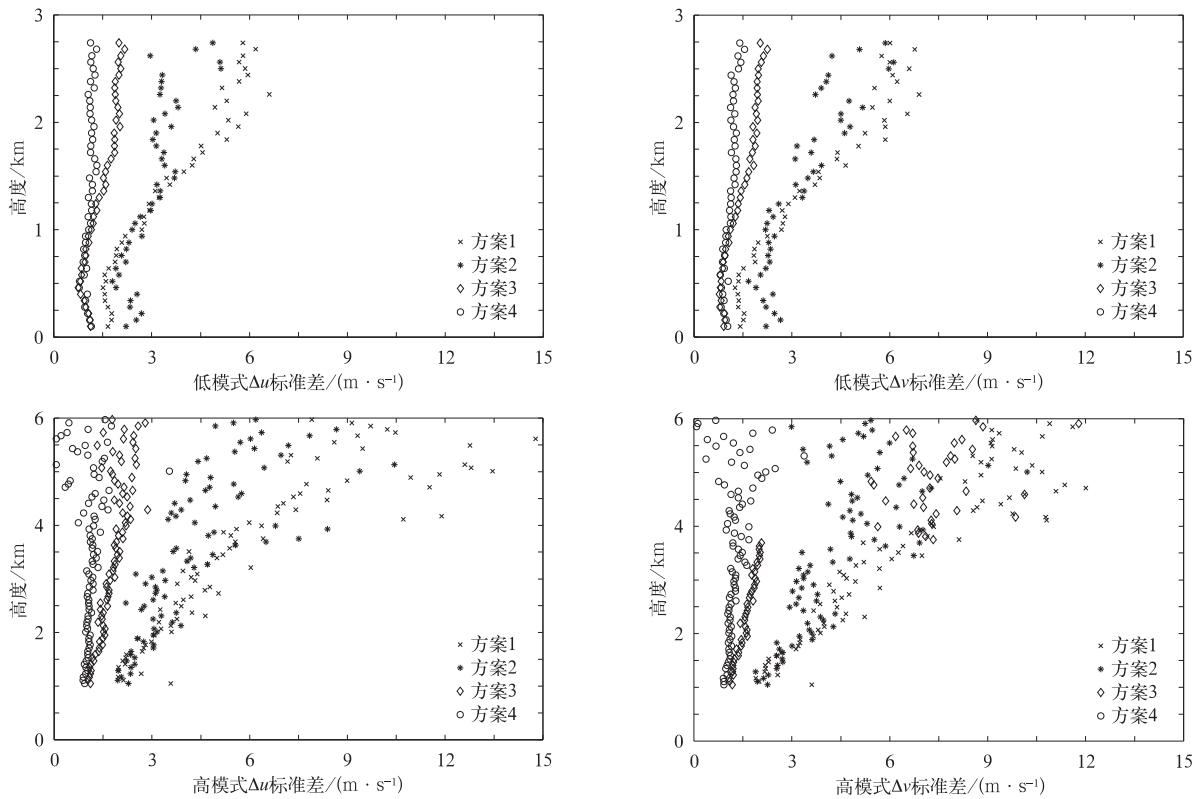 3
2
1
0
高度/km
方案1
方案2
方案3
方案4
0 3 6 9 12 15
低模式Δu标准差/(m · s⁻¹)
3
2
1
0
高度/km
方案1
方案2
方案3
方案4
0 3 6 9 12 15
低模式Δv标准差/(m · s⁻¹)
6
4
2
0
高度/km
方案1
方案2
方案3
方案4
0 3 6 9 12 15
高模式Δu标准差/(m · s⁻¹)
6
4
2
0
高度/km
方案1
方案2
方案3
方案4
0 3 6 9 12 15
高模式Δv标准差/(m · s⁻¹)